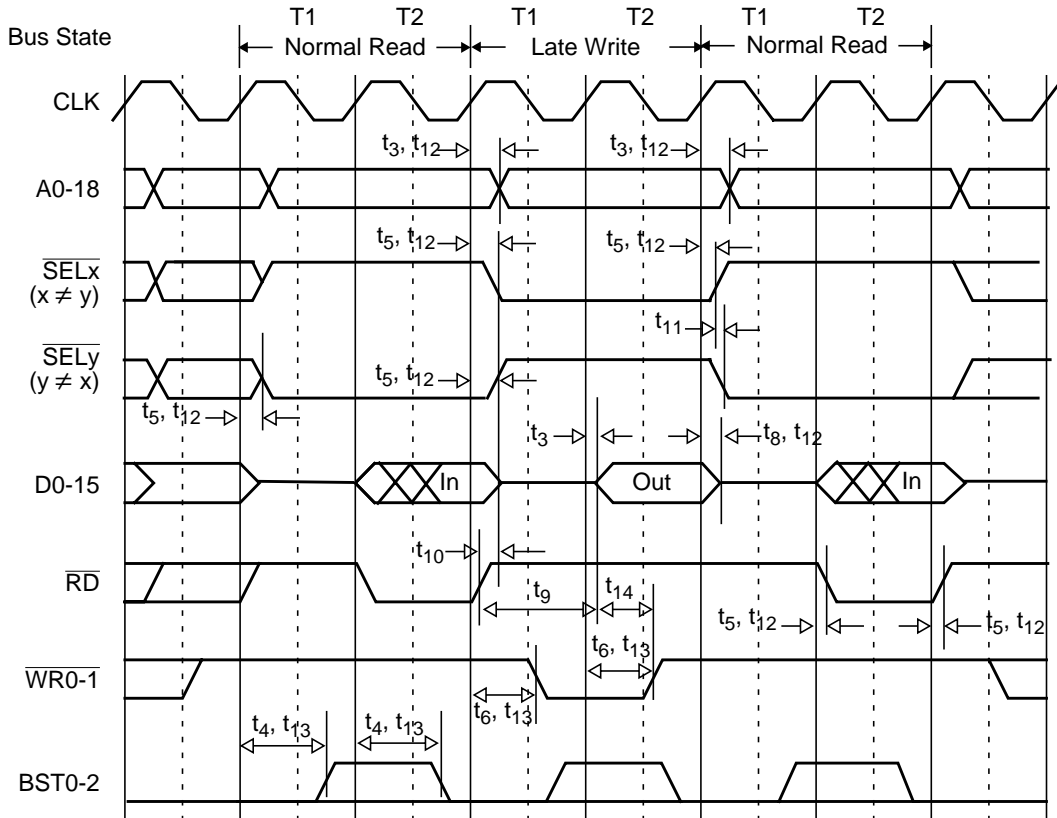 T1 T2 T1 T2 T1 T2
Bus State Normal Read Late Write Normal Read
CLK
t3, t12 t3, t12
A0-18
t5, t12 t5, t12
SELx
(x ≠ y)
t11
SELy
(y ≠ x)
t5, t12
t5, t12
t3 t8, t12
D0-15 In Out In
t10
RD
t9 t14
t5, t12 t5, t12
t6, t13
WR0-1
t6, t13
t4, t13 t4, t13
BST0-2